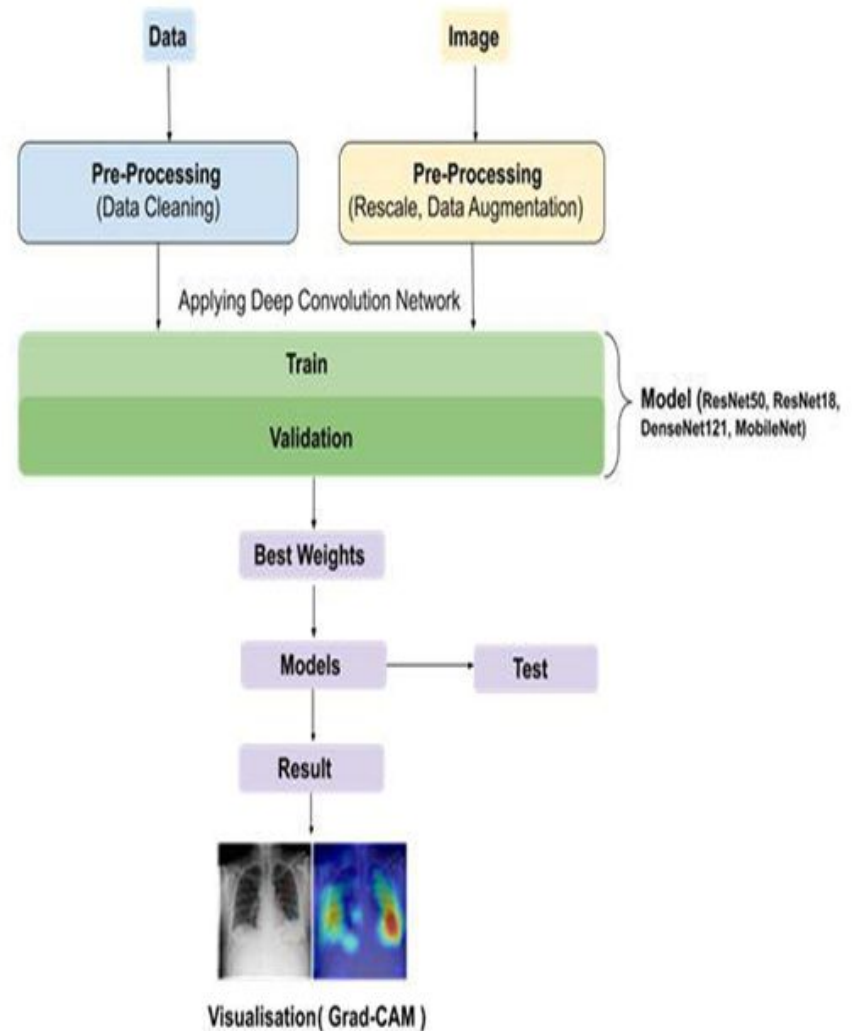 Data
Image
Pre-Processing
(Data Cleaning)
Pre-Processing
(Rescale, Data Augmentation)
Applying Deep Convolution Network
Train
Validation
Model (ResNet50, ResNet18,
DenseNet121, MobileNet)
Best Weights
Models
Test
Result
Visualisation( Grad-CAM )